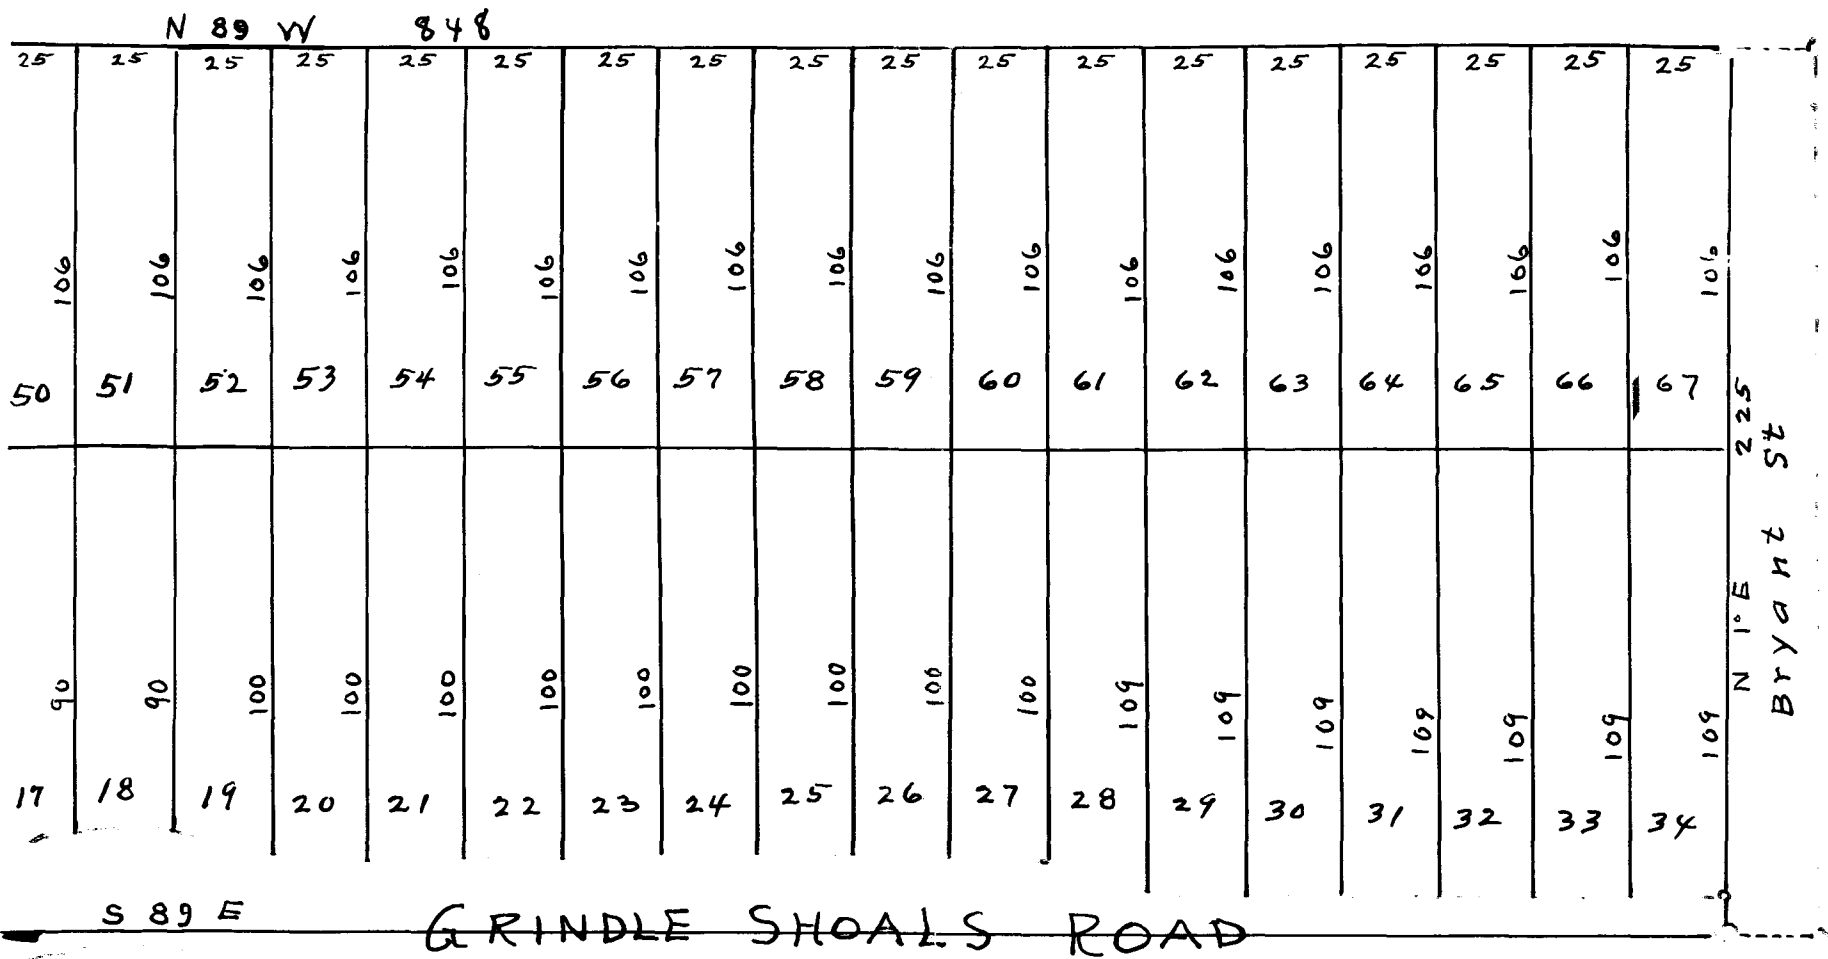 N 89 W 848
25 25 25 25 25 25 25 25 25 25 25 25 25 25 25 25 25 25
106 106 106 106 106 106 106 106 106 106 106 106 106 106 106 106 106 106
50 51 52 53 54 55 56 57 58 59 60 61 62 63 64 65 66 67
N 1° E 225
Bryant St
90 90 100 100 100 100 100 100 100 100 100 109 109 109 109 109 109 109
17 18 19 20 21 22 23 24 25 26 27 28 29 30 31 32 33 34
S 89 E
GRINDLE SHOALS ROAD